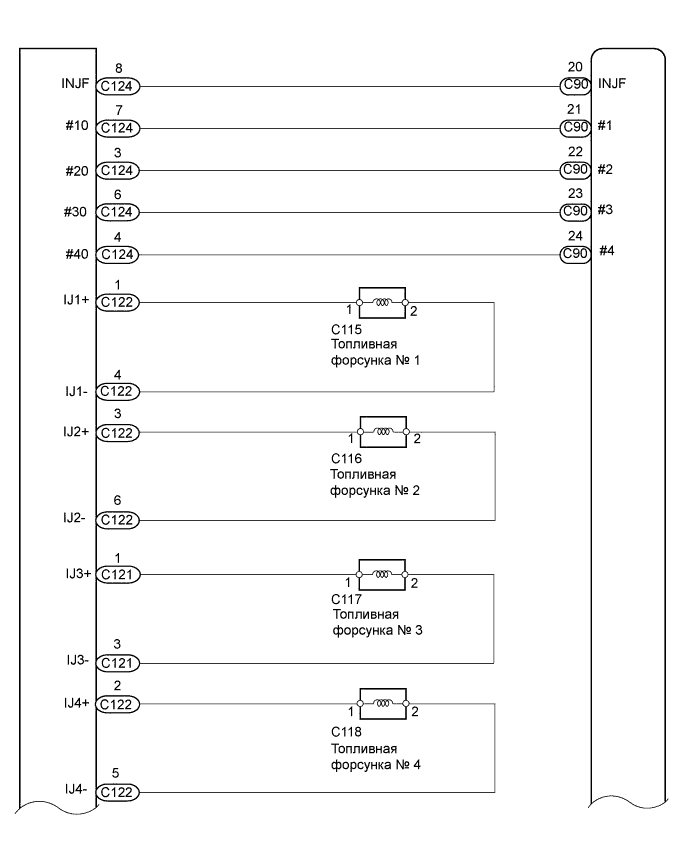 8
20
INJF
C124
C90
INJF
7
21
#10
C124
C90
#1
3
22
#20
C124
C90
#2
6
23
#30
C124
C90
#3
4
24
#40
C124
C90
#4
1
IJ1+
C122
1
2
C115
Топливная
форсунка № 1
4
IJ1-
C122
3
IJ2+
C122
1
2
C116
Топливная
форсунка № 2
6
IJ2-
C122
1
IJ3+
C121
1
2
C117
Топливная
форсунка № 3
3
IJ3-
C121
2
IJ4+
C122
1
2
C118
Топливная
форсунка № 4
5
IJ4-
C122